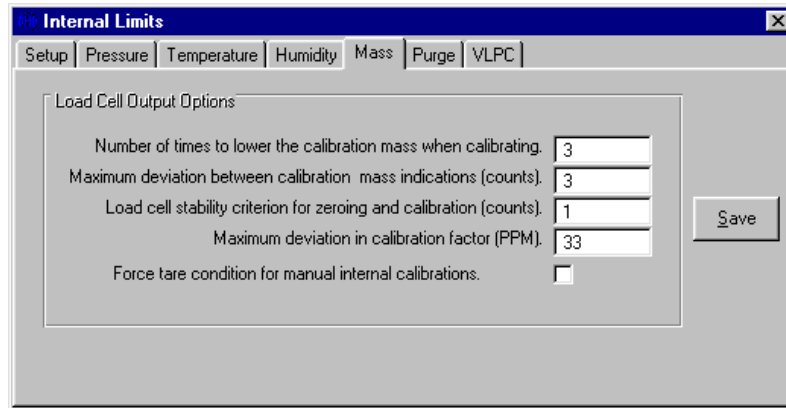 Internal Limits
Setup Pressure Temperature Humidity Mass Purge VLPC
Load Cell Output Options
Number of times to lower the calibration mass when calibrating. 3
Maximum deviation between calibration mass indications (counts). 3
Load cell stability criterion for zeroing and calibration (counts). 1
Maximum deviation in calibration factor (PPM). 33
Force tare condition for manual internal calibrations.
Save